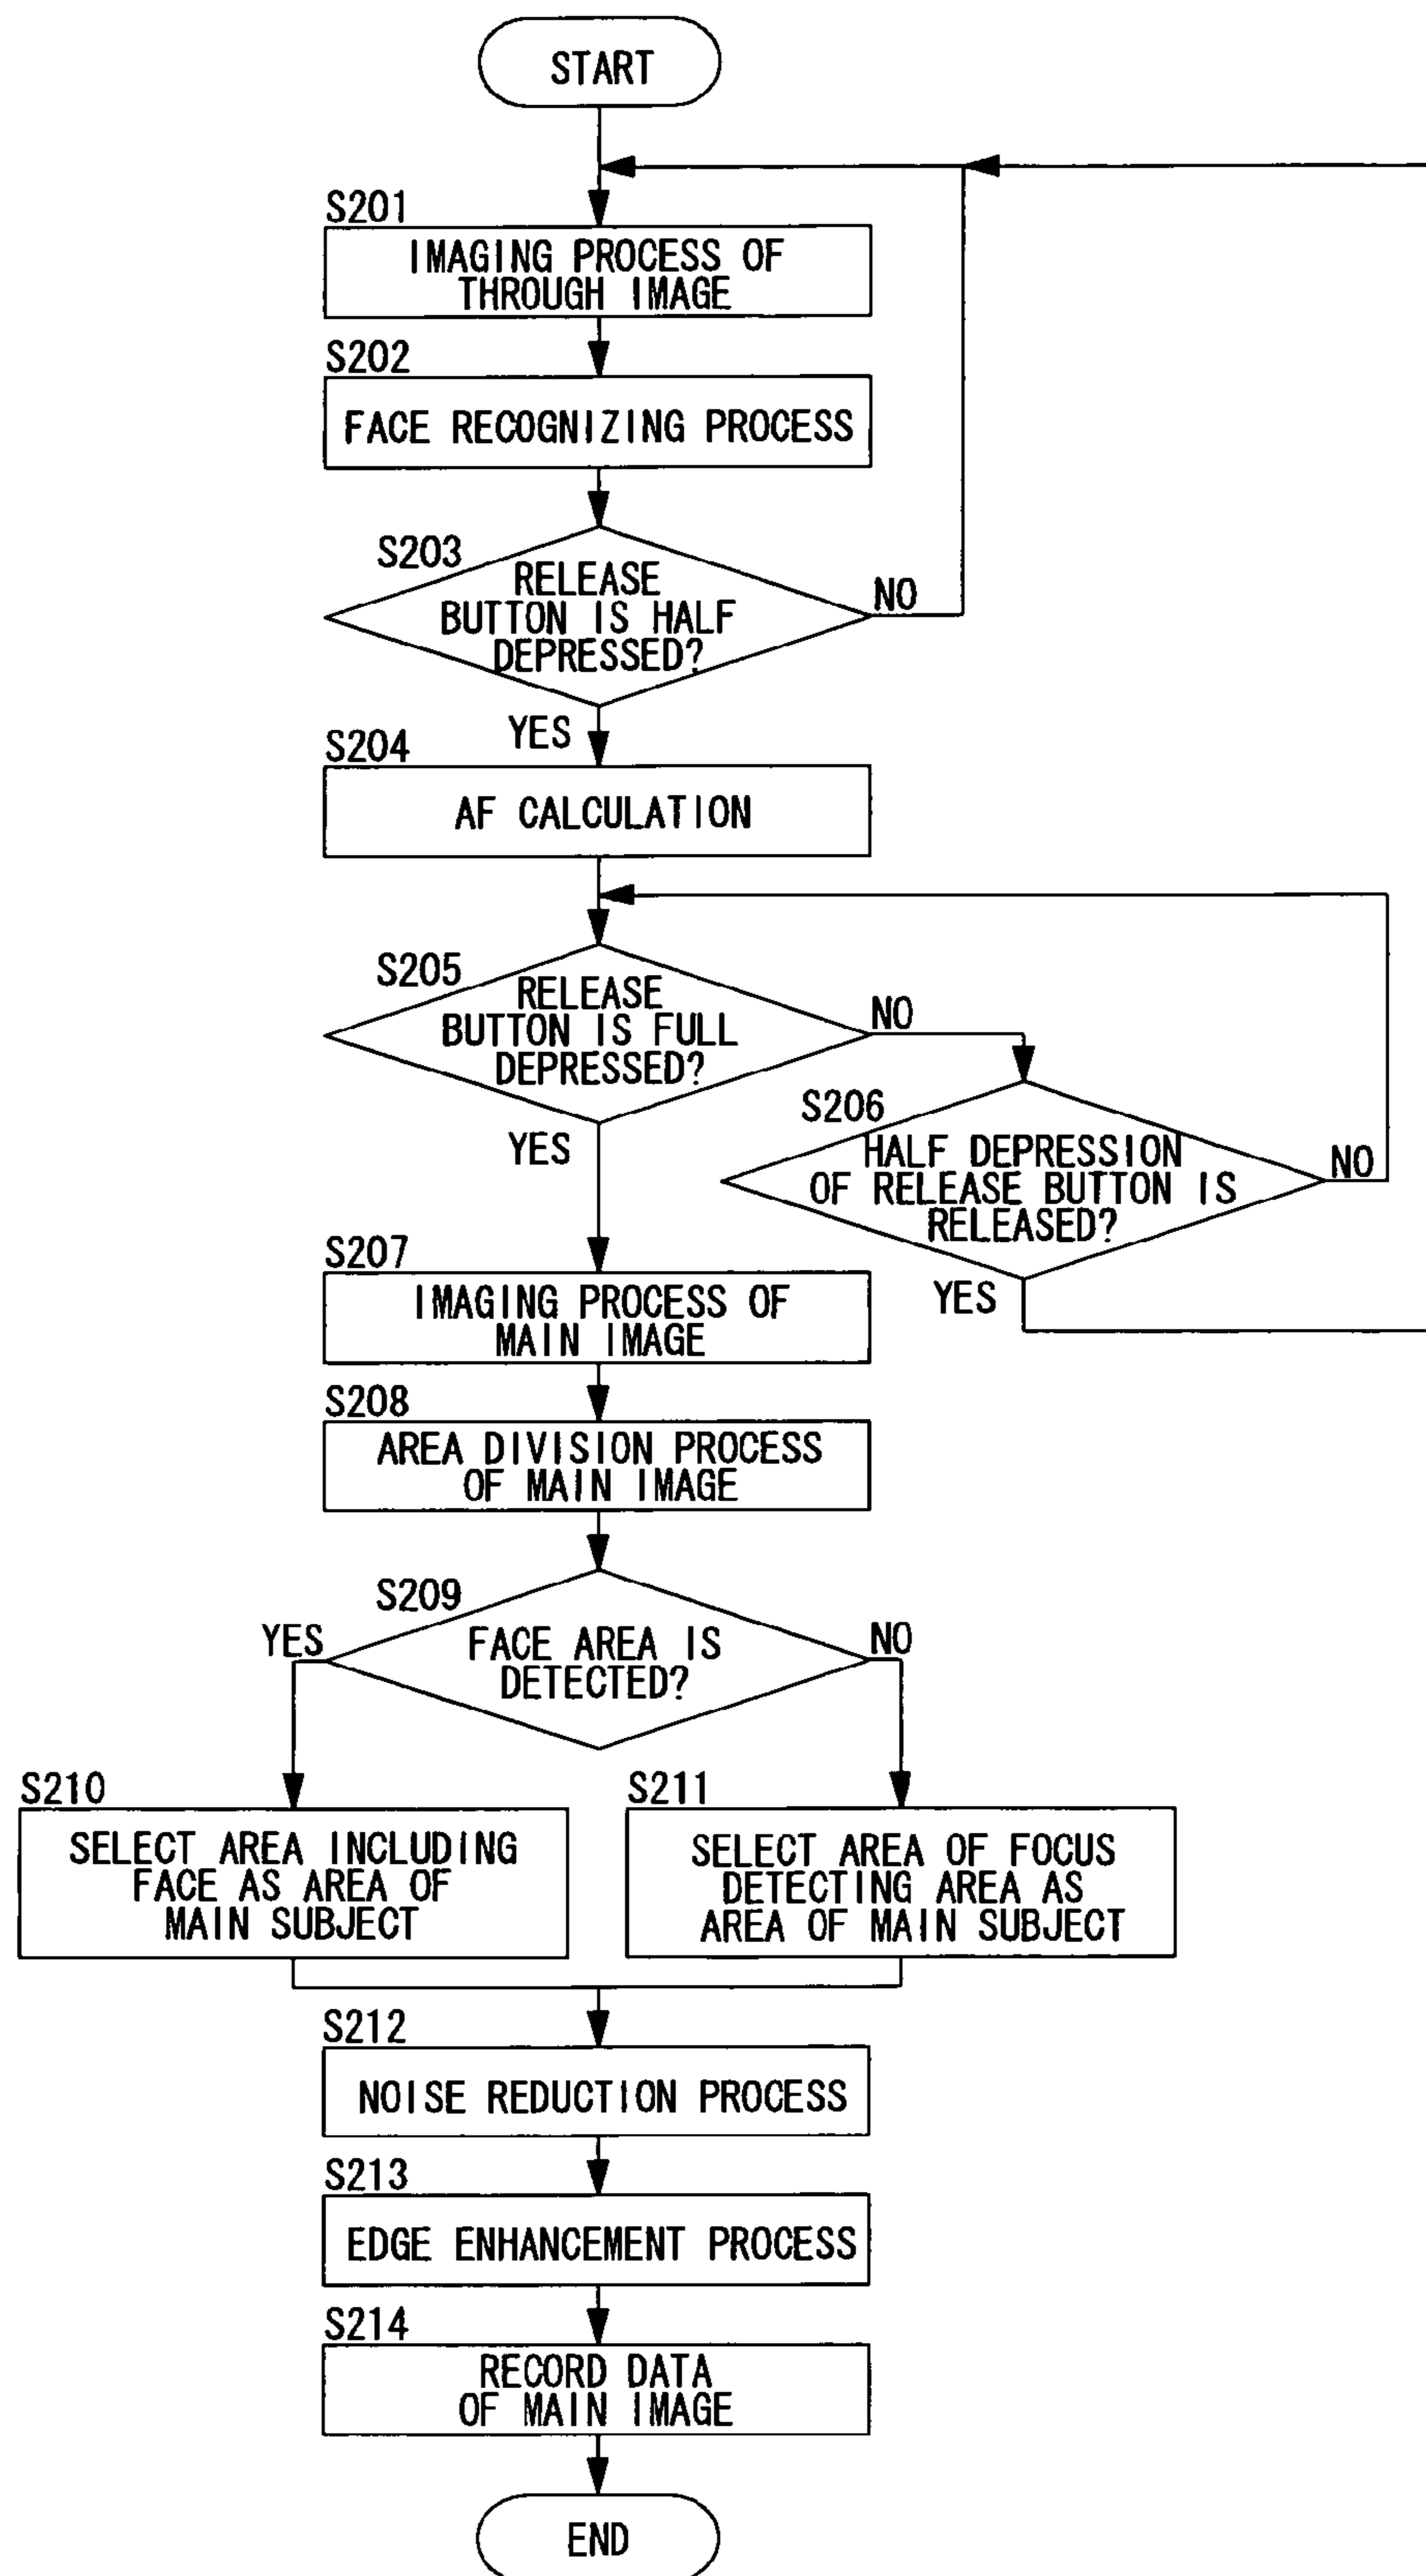 START
S201
IMAGING PROCESS OF
THROUGH IMAGE
S202
FACE RECOGNIZING PROCESS
S203
RELEASE
BUTTON IS HALF
DEPRESSED?
NO
YES
S204
AF CALCULATION
S205
RELEASE
BUTTON IS FULL
DEPRESSED?
NO
YES
S206
HALF DEPRESSION
OF RELEASE BUTTON IS
RELEASED?
NO
YES
S207
IMAGING PROCESS OF
MAIN IMAGE
S208
AREA DIVISION PROCESS
OF MAIN IMAGE
S209
FACE AREA IS
DETECTED?
YES
NO
S210
SELECT AREA INCLUDING
FACE AS AREA OF
MAIN SUBJECT
S211
SELECT AREA OF FOCUS
DETECTING AREA AS
AREA OF MAIN SUBJECT
S212
NOISE REDUCTION PROCESS
S213
EDGE ENHANCEMENT PROCESS
S214
RECORD DATA
OF MAIN IMAGE
END